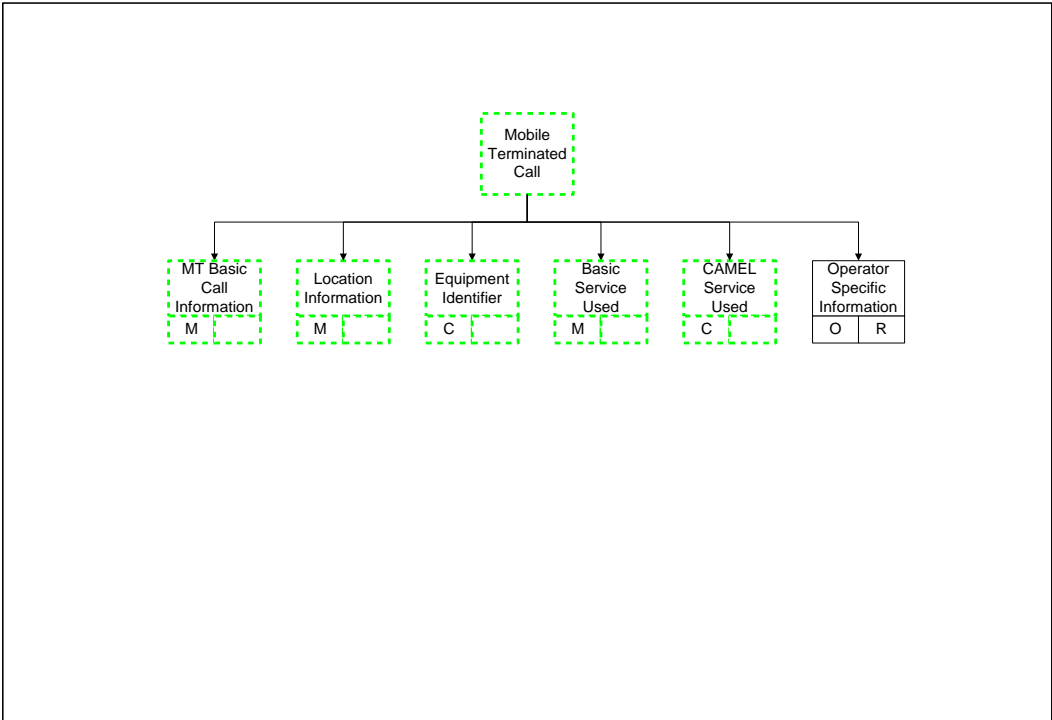 Mobile
Terminated
Call
MT Basic
Call
Information
M
Location
Information
M
Equipment
Identifier
C
Basic
Service
Used
M
CAMEL
Service
Used
C
Operator
Specific
Information
O R